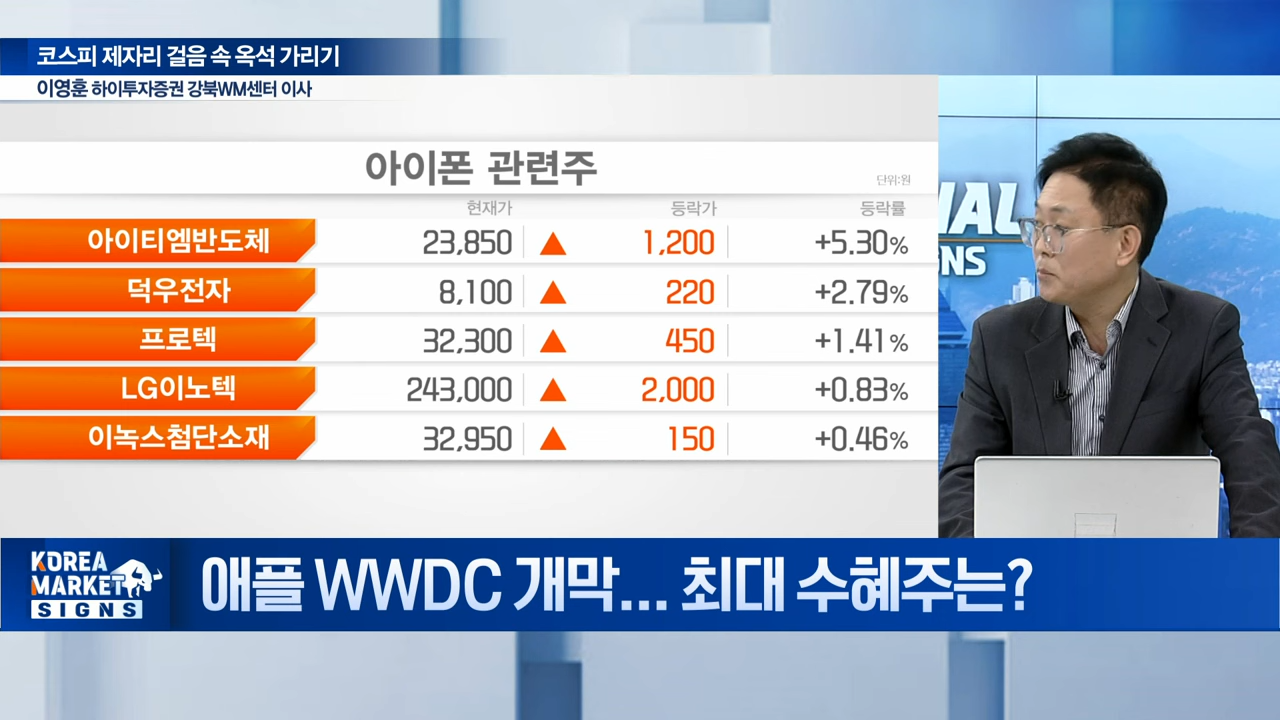 코스피 제자리 걸음 속 옥석 가리기
이영훈 하이투자증권 강북WM센터 이사
아이폰 관련주
단위:원
현재가 등락가 등락률
아이티엠반도체 23,850 ▲ 1,200 +5.30%
덕우전자 8,100 ▲ 220 +2.79%
프로텍 32,300 ▲ 450 +1.41%
LG이노텍 243,000 ▲ 2,000 +0.83%
이녹스첨단소재 32,950 ▲ 150 +0.46%
KOREA
MARKET
SIGNS
애플 WWDC 개막... 최대 수혜주는?